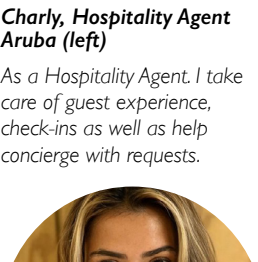 Charly, Hospitality Agent
Aruba (left)
As a Hospitality Agent. I take
care of guest experience,
check-ins as well as help
concierge with requests.